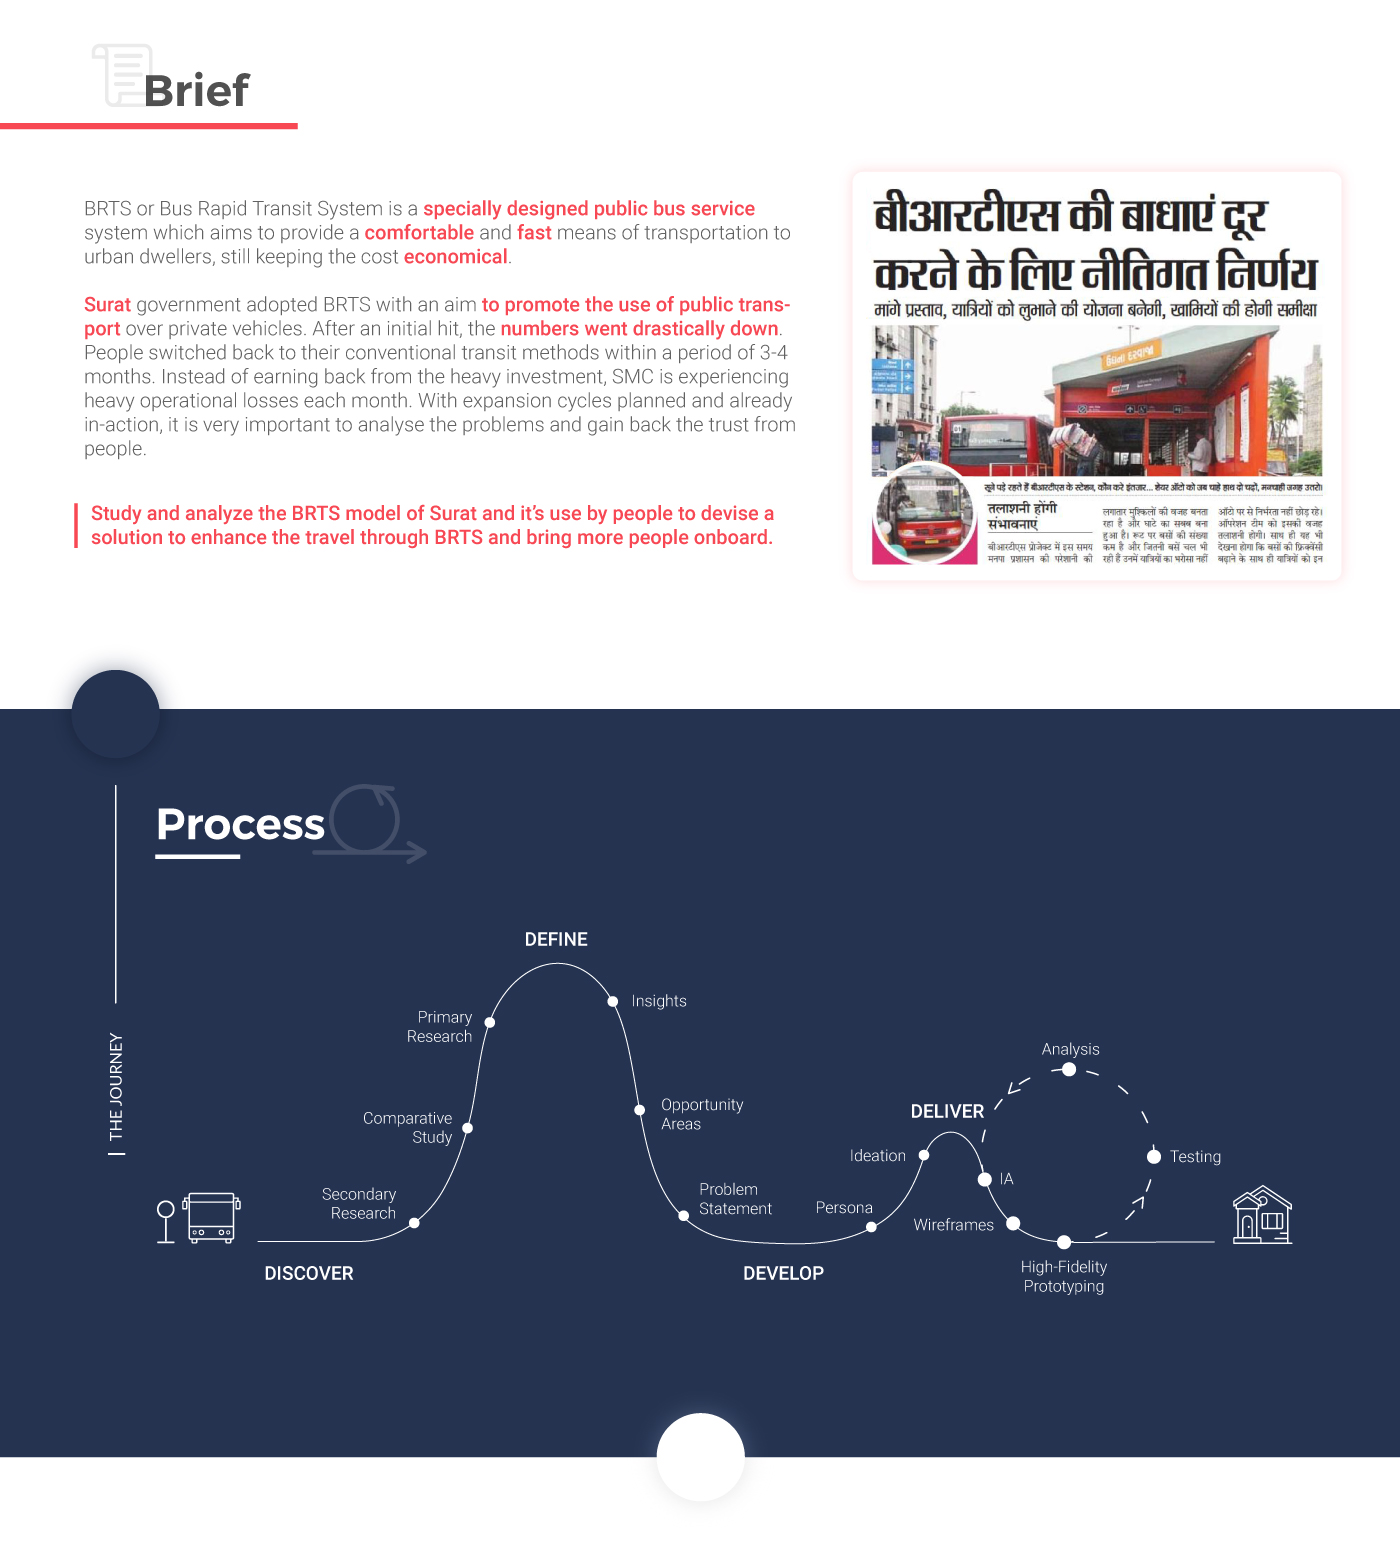 Brief
BRTS or Bus Rapid Transit System is a specially designed public bus service
system which aims to provide a comfortable and fast means of transportation to
urban dwellers, still keeping the cost economical.
Surat government adopted BRTS with an aim to promote the use of public trans-
port over private vehicles. After an initial hit, the numbers went drastically down.
People switched back to their conventional transit methods within a period of 3-4
months. Instead of earning back from the heavy investment, SMC is experiencing
heavy operational losses each month. With expansion cycles planned and already
in-action, it is very important to analyse the problems and gain back the trust from
people.
Study and analyze the BRTS model of Surat and it's use by people to devise a
solution to enhance the travel through BRTS and bring more people onboard.
बीआरटीएस की बाधाएं दूर
करने के लिए नीतिगत निर्णय
मांगे प्रस्ताव, यात्रियों को लुभाने की योजना बनेगी, खामियों की होगी समीक्षा
ઉધના દરવાજા
01
सूने पड़े रहते हैं बीआरटीएस के स्टेशन, कौन करे इंतजार... शेयर ऑटो को जब चाहे हाथ दो चढ़ो, मनचाही जगह उतरो।
तलाशनी होंगी
संभावनाएं
बीआरटीएस प्रोजेक्ट में इस समय
मनपा प्रशासन की परेशानी की
लगातार मुश्किलों की वजह बनता
रहा है और घाटे का सबब बना
हुआ है। रूट पर बसों की संख्या
कम है और जितनी बसें चल भी
रही हैं उनमें यात्रियों का भरोसा नहीं
ऑटो पर से निर्भरता नहीं छोड़ रहे।
ऑपरेशन टीम को इसकी वजह
तलाशनी होगी। साथ ही यह भी
देखना होगा कि बसों की फ्रिक्वेंसी
बढ़ाने के साथ ही यात्रियों को इन
Process
THE JOURNEY
DEFINE
Insights
Primary
Research
Analysis
Opportunity
Areas
DELIVER
Comparative
Study
Ideation
Testing
IA
Problem
Statement
Secondary
Research
Persona
Wireframes
DISCOVER
DEVELOP
High-Fidelity
Prototyping